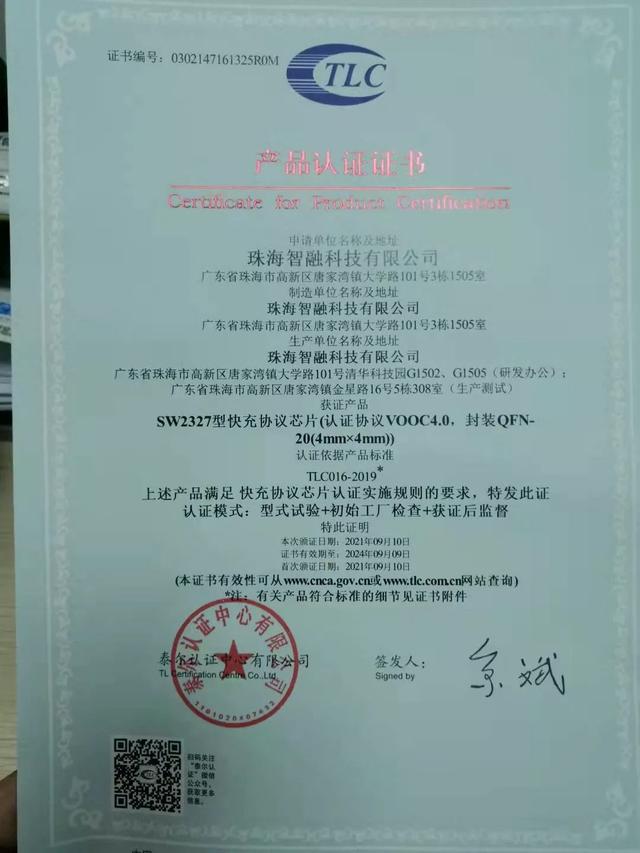 证书编号：0302147161325R0M
TLC
产品认证证书
Certificate for Product Certification
申请单位名称及地址
珠海智融科技有限公司
广东省珠海市高新区唐家湾镇大学路101号3栋1505室
制造单位名称及地址
珠海智融科技有限公司
广东省珠海市高新区唐家湾镇大学路101号3栋1505室
生产单位名称及地址
珠海智融科技有限公司
广东省珠海市高新区唐家湾镇大学路101号清华科技园G1502、G1505（研发办公）；
广东省珠海市高新区唐家湾镇金星路16号5栋308室（生产测试）
获证产品
SW2327型快充协议芯片(认证协议VOOC4.0，封装QFN-
20(4mm×4mm))
认证依据产品标准
TLC016-2019*
上述产品满足 快充协议芯片认证实施规则的要求，特发此证
认证模式：型式试验+初始工厂检查+获证后监督
特此证明
本次颁证日期：2021年09月10日
证书有效期至：2024年09月09日
首次颁证日期：2021年09月10日
(本证书有效性可从www.cnca.gov.cn或www.tlc.com.cn网站查询)
*注：有关产品符合标准的细节见证书附件
泰尔认证中心有限公司
泰尔认证中心有限公司
TL Certification Centre Co.,Ltd.
1101020407432
签发人：
Signed by
TLC
扫码关注
“泰尔认
证”微信
公众号，
获取更多
信息。